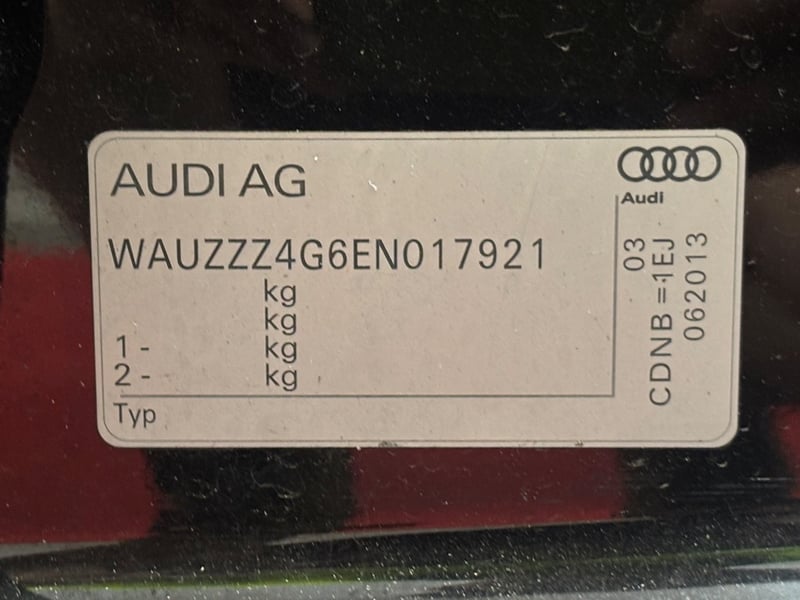 AUDI AG
Audi
WAUZZZ4G6EN017921
kg
kg
1 - kg
2 - kg
Typ
03
CDNB = 1EJ
062013